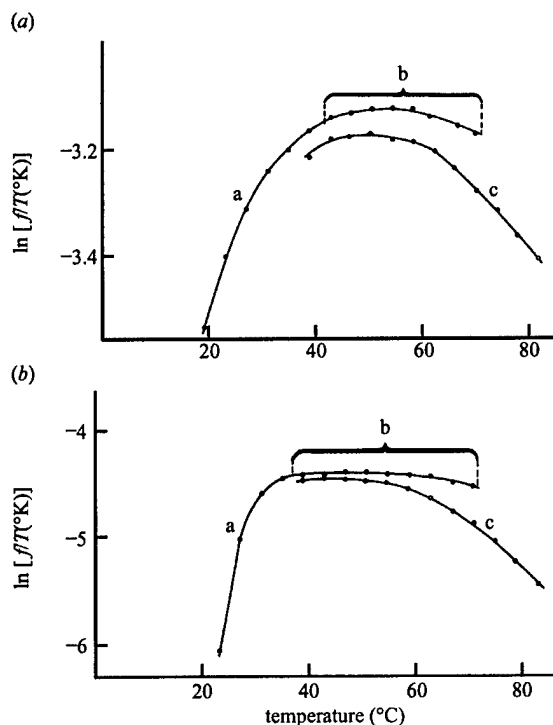 (a)
b
-3.2
a
c
-3.4
ln [f/T(°K)]
20 40 60 80
(b)
-4
b
a
c
-5
ln [f/T(°K)]
-6
20 40 60 80
temperature (°C)